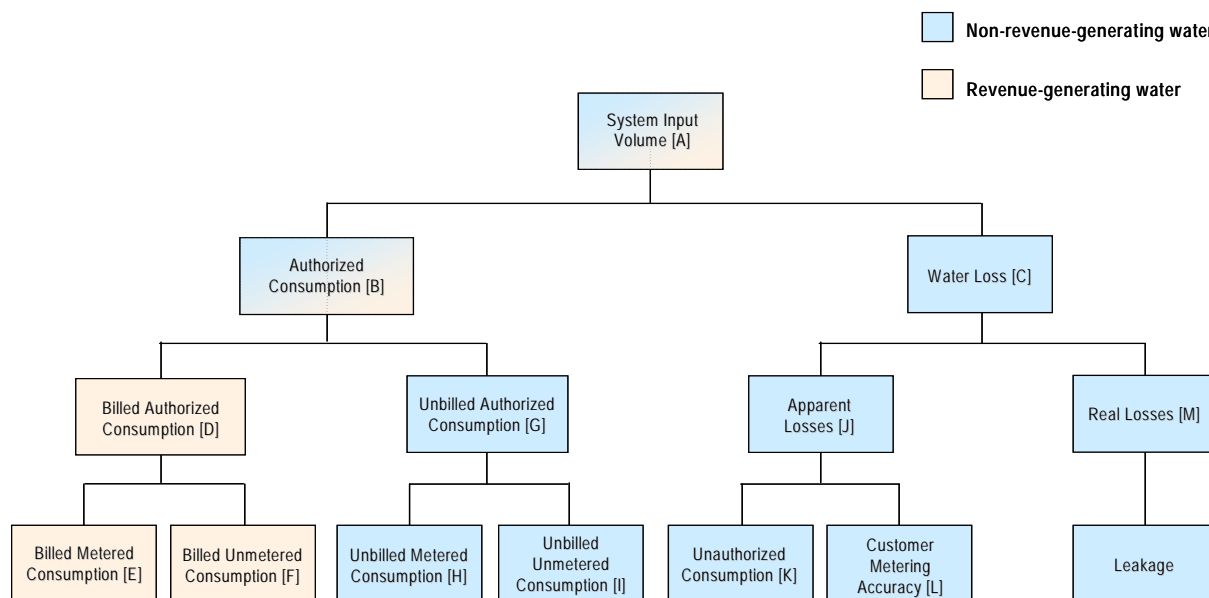 Non-revenue-generating water
Revenue-generating water
System Input
Volume [A]
Authorized
Consumption [B]
Water Loss [C]
Billed Authorized
Consumption [D]
Unbilled Authorized
Consumption [G]
Apparent
Losses [J]
Real Losses [M]
Billed Metered
Consumption [E]
Billed Unmetered
Consumption [F]
Unbilled Metered
Consumption [H]
Unbilled
Unmetered
Consumption [I]
Unauthorized
Consumption [K]
Customer
Metering
Accuracy [L]
Leakage